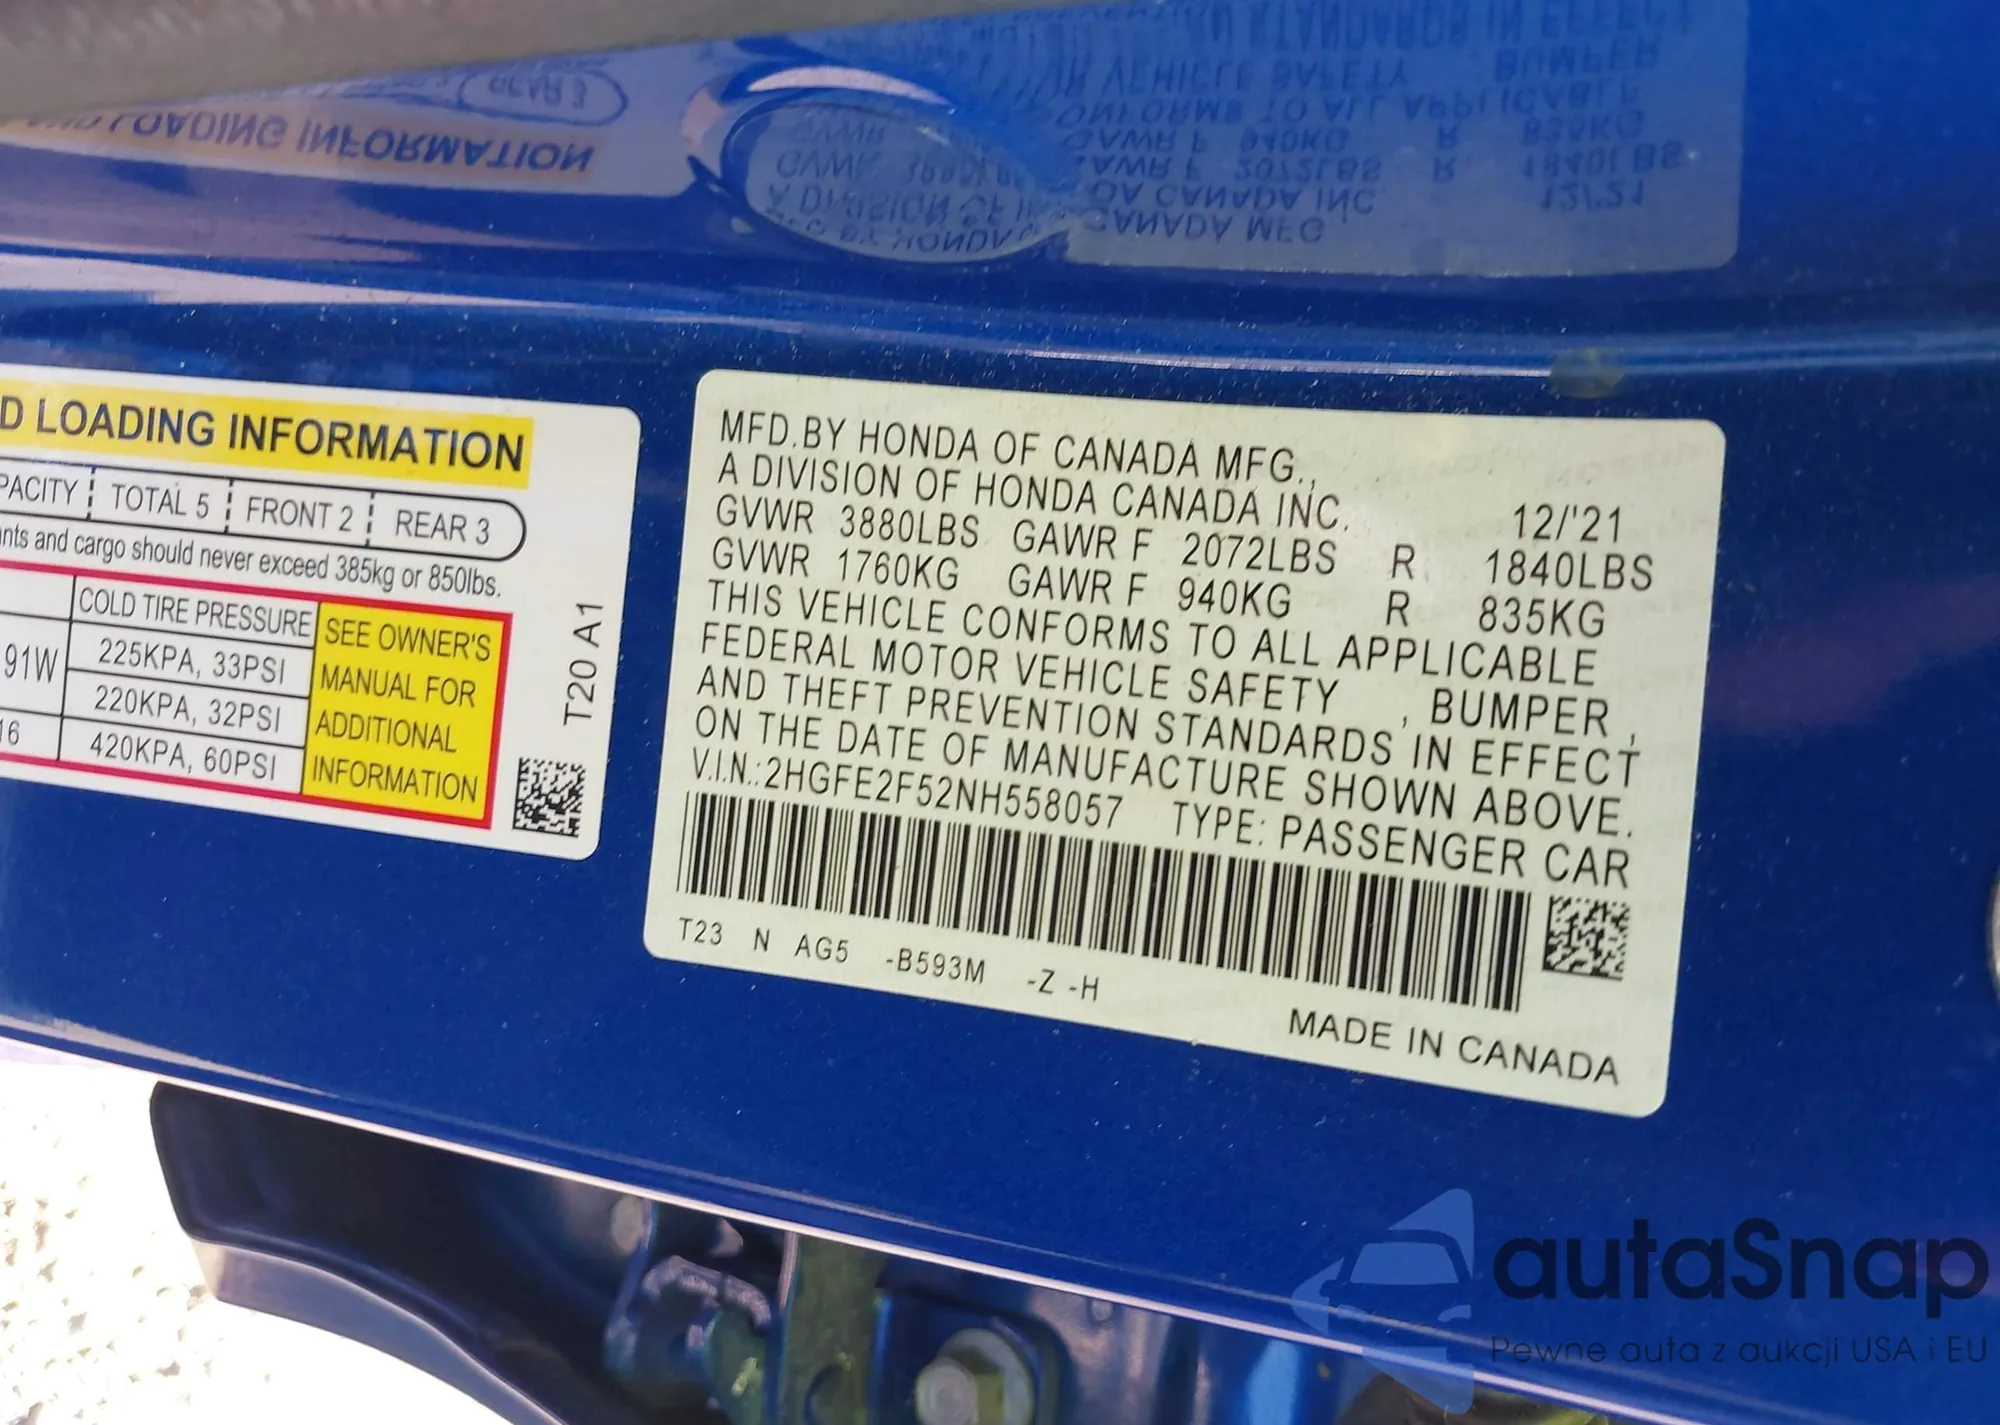 D LOADING INFORMATION
PACITY TOTAL 5 FRONT 2 REAR 3
nts and cargo should never exceed 385kg or 850lbs.
COLD TIRE PRESSURE
91W 225KPA, 33PSI
220KPA, 32PSI
16 420KPA, 60PSI
SEE OWNER'S
MANUAL FOR
ADDITIONAL
INFORMATION
T20 A1
MFD.BY HONDA OF CANADA MFG.,
A DIVISION OF HONDA CANADA INC. 12/'21
GVWR 3880LBS GAWR F 2072LBS R 1840LBS
GVWR 1760KG GAWR F 940KG R 835KG
THIS VEHICLE CONFORMS TO ALL APPLICABLE
FEDERAL MOTOR VEHICLE SAFETY , BUMPER ,
AND THEFT PREVENTION STANDARDS IN EFFECT
ON THE DATE OF MANUFACTURE SHOWN ABOVE.
V.I.N.:2HGFE2F52NH558057 TYPE: PASSENGER CAR
T23 N AG5 -B593M -Z -H
MADE IN CANADA
autaSnap
Pewne auta z aukcji USA i EU